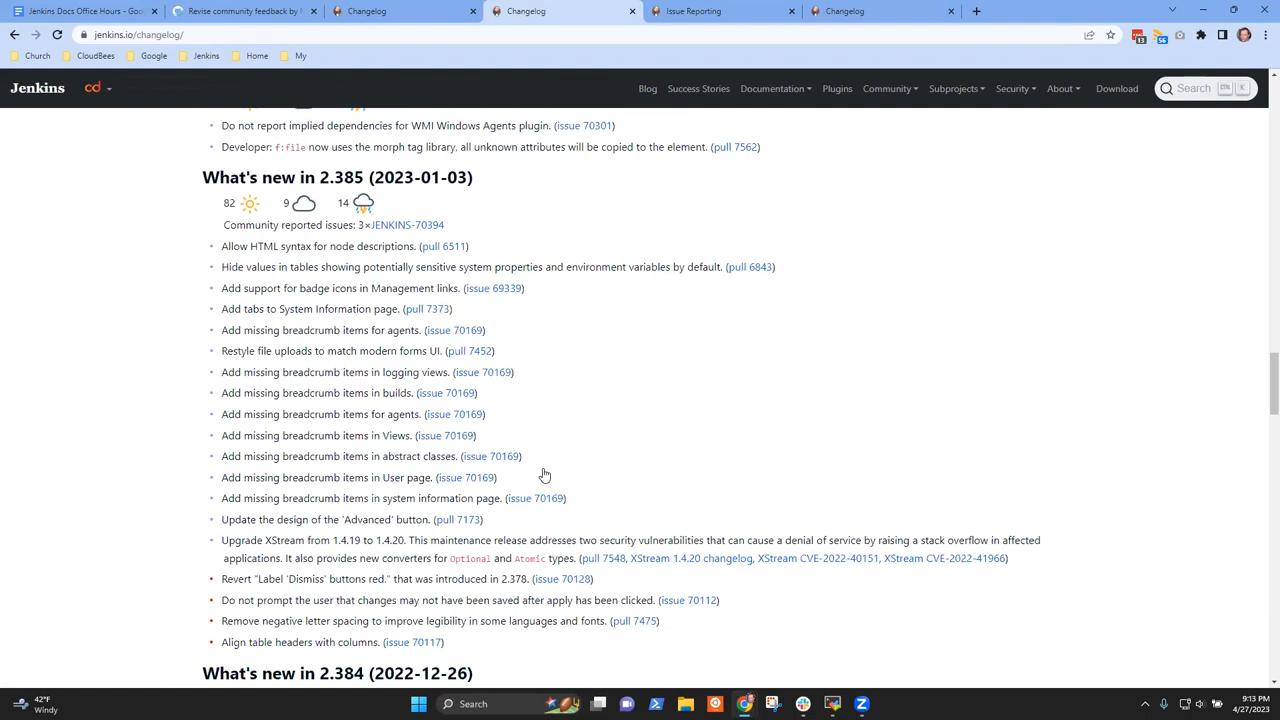 Jenkins Docs Office Hours - Goo
Revise community feedback by M
Changelog
Changelog
Issue Reporting
Changelog
jenkins.io/changelog/
13
56
Church
CloudBees
Google
Jenkins
Home
My
Jenkins
cd
Blog
Success Stories
Documentation
Plugins
Community
Subprojects
Security
About
Download
Search
CTRL
K
Do not report implied dependencies for WMI Windows Agents plugin. (issue 70301)
Developer: f:file now uses the morph tag library, all unknown attributes will be copied to the element. (pull 7562)
What's new in 2.385 (2023-01-03)
82 9 14
Community reported issues: 3×JENKINS-70394
Allow HTML syntax for node descriptions. (pull 6511)
Hide values in tables showing potentially sensitive system properties and environment variables by default. (pull 6843)
Add support for badge icons in Management links. (issue 69339)
Add tabs to System Information page. (pull 7373)
Add missing breadcrumb items for agents. (issue 70169)
Restyle file uploads to match modern forms UI. (pull 7452)
Add missing breadcrumb items in logging views. (issue 70169)
Add missing breadcrumb items in builds. (issue 70169)
Add missing breadcrumb items for agents. (issue 70169)
Add missing breadcrumb items in Views. (issue 70169)
Add missing breadcrumb items in abstract classes. (issue 70169)
Add missing breadcrumb items in User page. (issue 70169)
Add missing breadcrumb items in system information page. (issue 70169)
Update the design of the 'Advanced' button. (pull 7173)
Upgrade XStream from 1.4.19 to 1.4.20. This maintenance release addresses two security vulnerabilities that can cause a denial of service by raising a stack overflow in affected
applications. It also provides new converters for Optional and Atomic types. (pull 7548, XStream 1.4.20 changelog, XStream CVE-2022-40151, XStream CVE-2022-41966)
Revert "Label 'Dismiss' buttons red." that was introduced in 2.378. (issue 70128)
Do not prompt the user that changes may not have been saved after apply has been clicked. (issue 70112)
Remove negative letter spacing to improve legibility in some languages and fonts. (pull 7475)
Align table headers with columns. (issue 70117)
What's new in 2.384 (2022-12-26)
42°F
Windy
Search
9:13 PM
4/27/2023